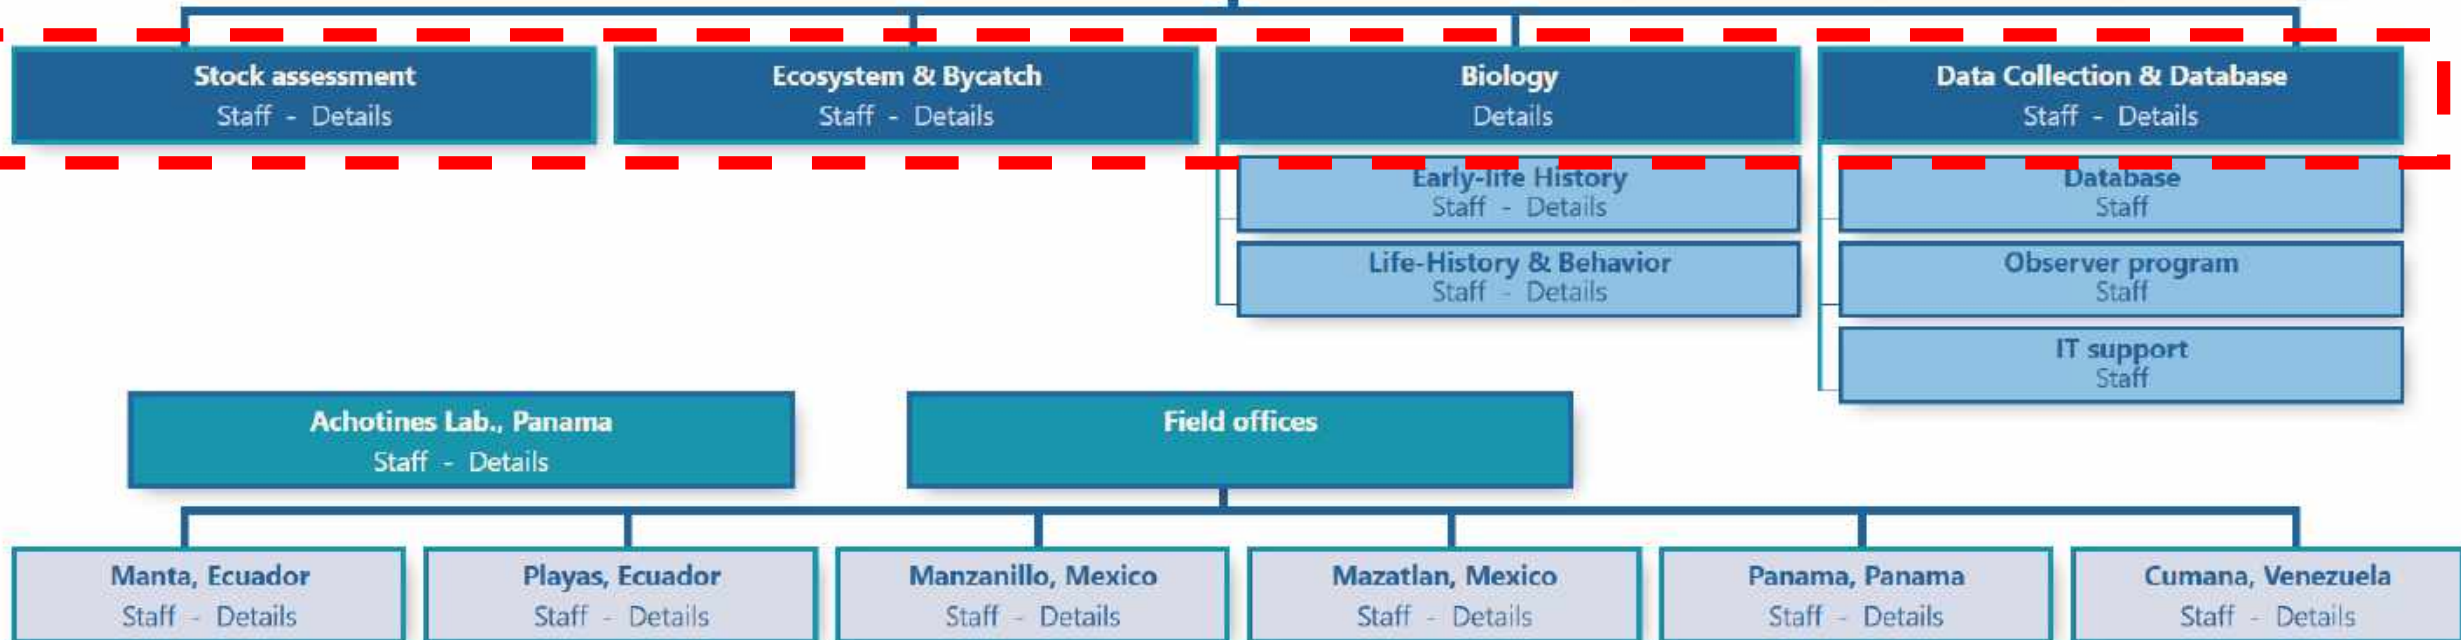 Stock assessment
Staff - Details
Ecosystem & Bycatch
Staff - Details
Biology
Details
Data Collection & Database
Staff - Details
Early-life History
Staff - Details
Life-History & Behavior
Staff - Details
Database
Staff
Observer program
Staff
IT support
Staff
Achotines Lab., Panama
Staff - Details
Field offices
Manta, Ecuador
Staff - Details
Playas, Ecuador
Staff - Details
Manzanillo, Mexico
Staff - Details
Mazatlan, Mexico
Staff - Details
Panama, Panama
Staff - Details
Cumana, Venezuela
Staff - Details